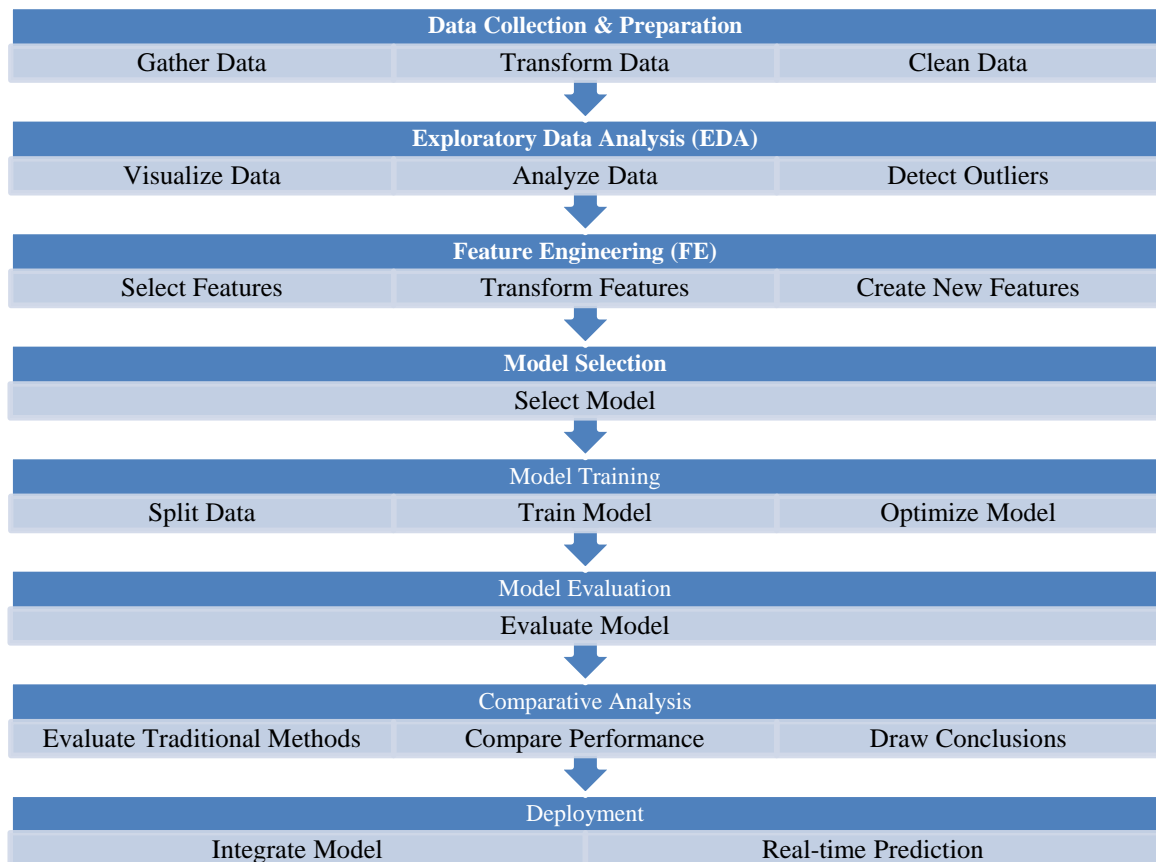 Data Collection & Preparation
Gather Data Transform Data Clean Data
Exploratory Data Analysis (EDA)
Visualize Data Analyze Data Detect Outliers
Feature Engineering (FE)
Select Features Transform Features Create New Features
Model Selection
Select Model
Model Training
Split Data Train Model Optimize Model
Model Evaluation
Evaluate Model
Comparative Analysis
Evaluate Traditional Methods Compare Performance Draw Conclusions
Deployment
Integrate Model Real-time Prediction